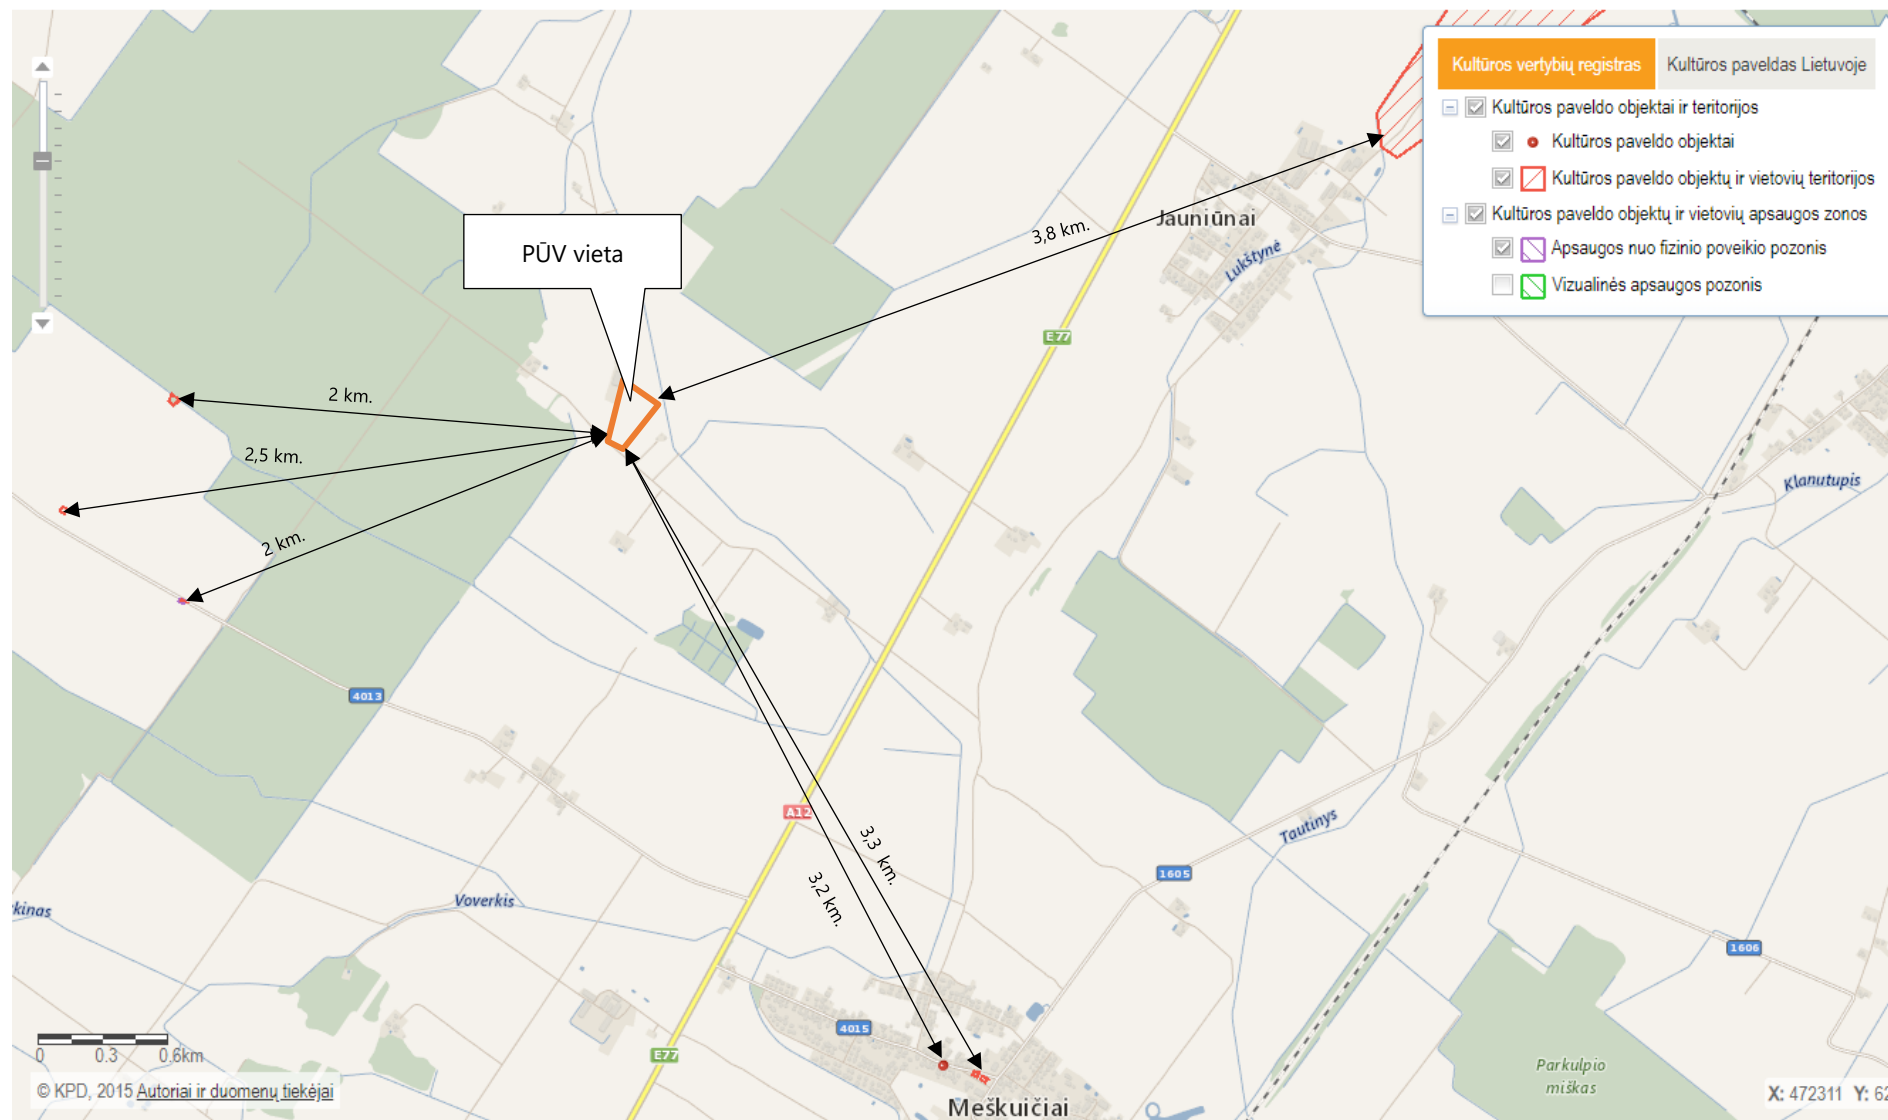 Kultūros vertybių registras
Kultūros paveldas Lietuvoje
Kultūros paveldo objektai ir teritorijos
Kultūros paveldo objektai
Kultūros paveldo objektų ir vietovių teritorijos
Kultūros paveldo objektų ir vietovių apsaugos zonos
Apsaugos nuo fizinio poveikio pozonis
Vizualinės apsaugos pozonis
PŪV vieta
Jauniūnai
Lukštynė
3,8 km.
E77
2 km.
2,5 km.
2 km.
Klanutupis
4013
A12
Tautinys
3,3 km.
3,2 km.
1605
Voverkis
kinas
1606
4015
E77
0 0.3 0.6km
Parkulpio
miškas
© KPD, 2015 Autoriai ir duomenų tiekėjai
X: 472311 Y: 62
Meškuičiai